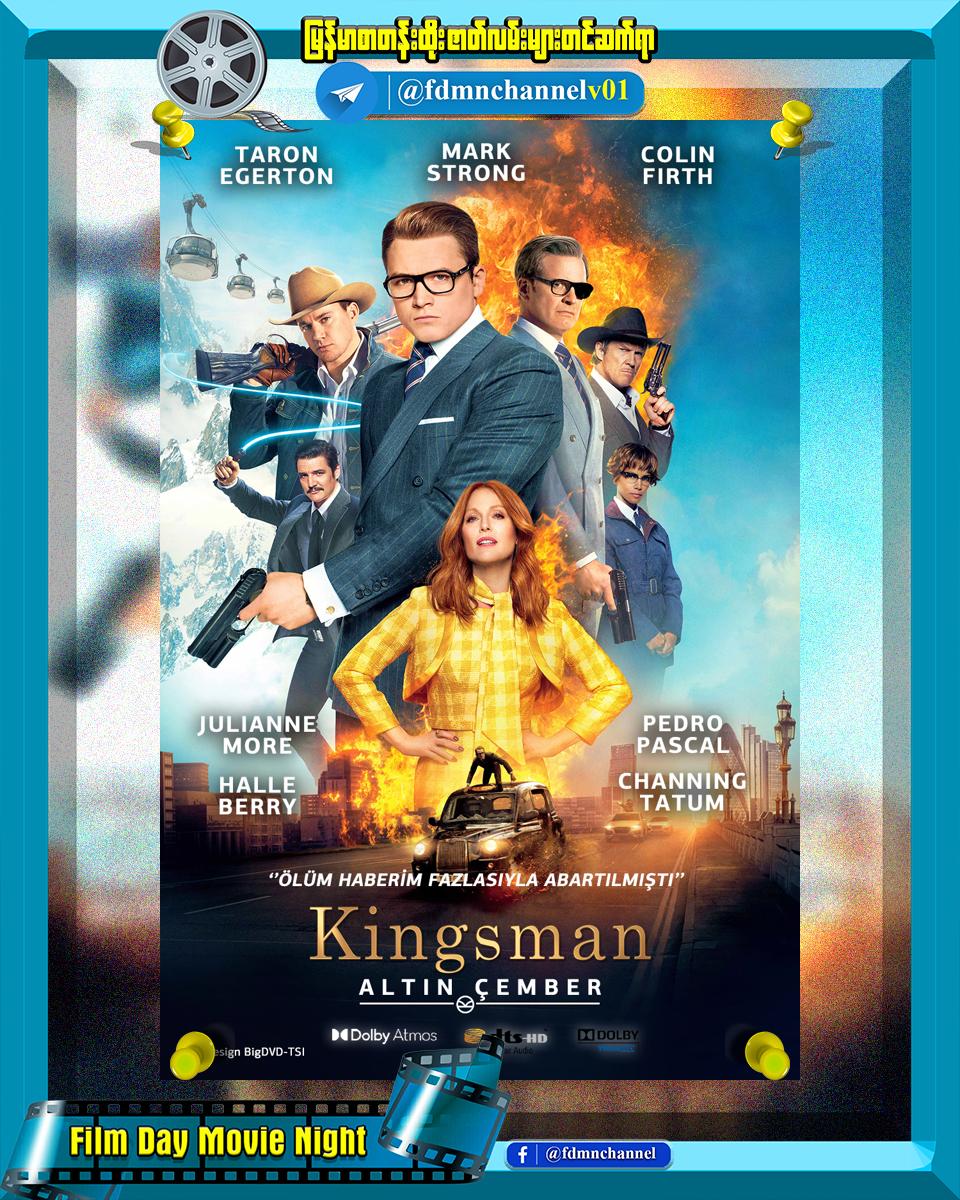 မြန်မာစာတန်းထိုးဇာတ်လမ်းများတင်ဆက်ရာ
@fdmnchannelv01
TARON
EGERTON
MARK
STRONG
COLIN
FIRTH
JULIANNE
MORE
HALLE
BERRY
PEDRO
PASCAL
CHANNING
TATUM
"ÖLÜM HABERİM FAZLASIYLA ABARTILMIŞTI"
Kingsman
ALTIN ÇEMBER
Dolby Atmos
dts-HD
Audio
DOLBY
esign BigDVD-TSI
Film Day Movie Night
@fdmnchannel